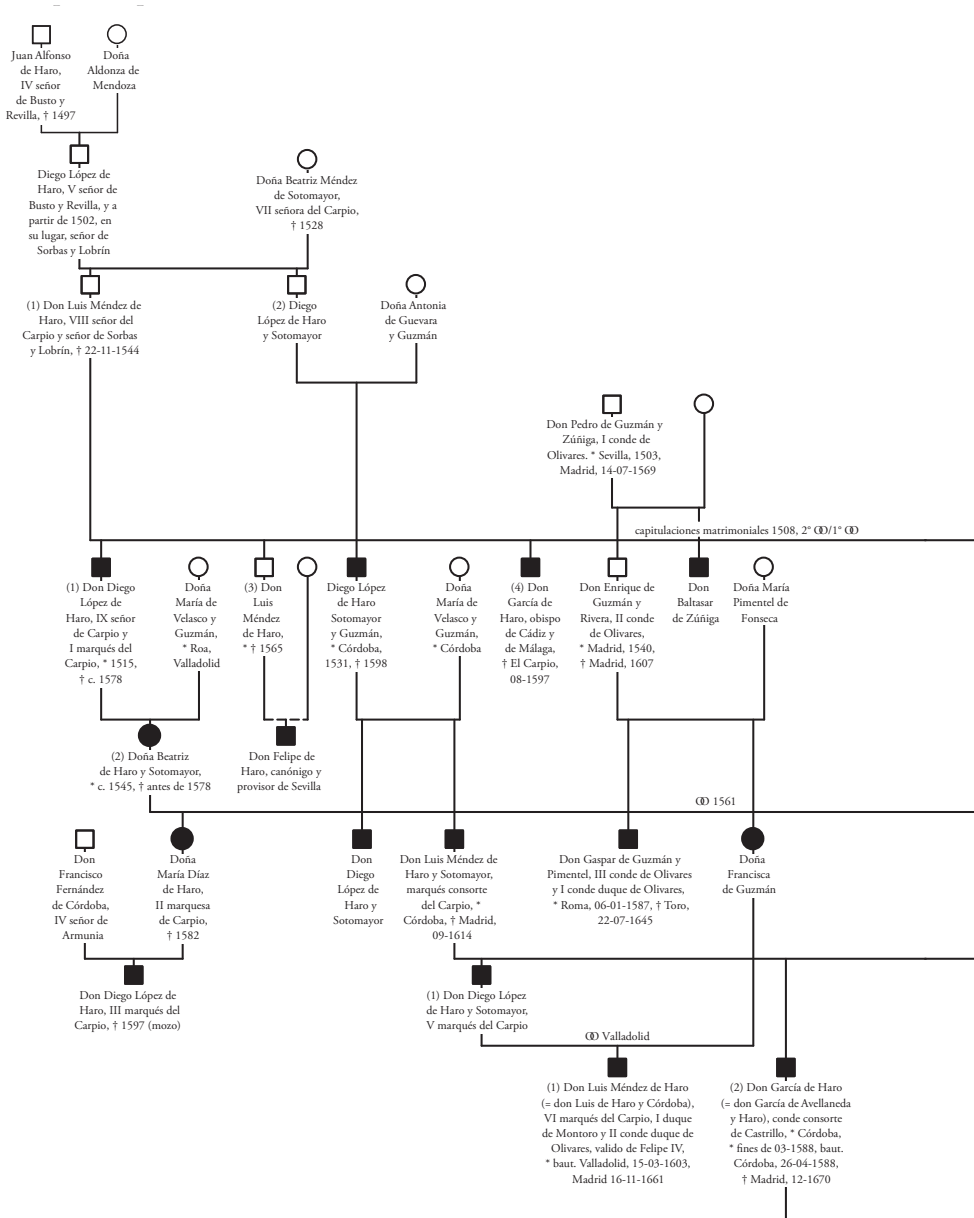 Juan Alfonso
de Haro,
IV señor
de Busto y
Revilla, † 1497
Doña
Aldonza de
Mendoza
Diego López de
Haro, V señor de
Busto y Revilla, y a
partir de 1502, en
su lugar, señor de
Sorbas y Lobrín
Doña Beatriz Méndez
de Sotomayor,
VII señora del Carpio,
† 1528
(1) Don Luis Méndez de
Haro, VIII señor del
Carpio y señor de Sorbas
y Lobrín, † 22-11-1544
(2) Diego
López de Haro
y Sotomayor
Doña Antonia
de Guevara
y Guzmán
Don Pedro de Guzmán y
Zúñiga, I conde de
Olivares. * Sevilla, 1503,
Madrid, 14-07-1569
capitulaciones matrimoniales 1508, 2° ꝎO/1° Ꝏ
(1) Don Diego
López de
Haro, IX señor
de Carpio y
I marqués del
Carpio, * 1515,
† c. 1578
Doña
María de
Velasco y
Guzmán,
* Roa,
Valladolid
(3) Don
Luis
Méndez
de Haro,
* † 1565
Diego López
de Haro
Sotomayor
y Guzmán,
* Córdoba,
1531, † 1598
Doña
María de
Velasco y
Guzmán,
* Córdoba
(4) Don
García de
Haro, obispo
de Cádiz y
de Málaga,
† El Carpio,
08-1597
Don Enrique de
Guzmán y
Rivera, II conde
de Olivares,
* Madrid, 1540,
† Madrid, 1607
Don
Baltasar
de Zúñiga
Doña María
Pimentel de
Fonseca
(2) Doña Beatriz
de Haro y Sotomayor,
* c. 1545, † antes de 1578
Don Felipe de
Haro, canónigo y
provisor de Sevilla
Ꝏ 1561
Don
Francisco
Fernández
de Córdoba,
IV señor de
Armunia
Doña
María Díaz
de Haro,
II marquesa
de Carpio,
† 1582
Don
Diego
López de
Haro y
Sotomayor
Don Luis Méndez de
Haro y Sotomayor,
marqués consorte
del Carpio, *
Córdoba, † Madrid,
09-1614
Don Gaspar de Guzmán y
Pimentel, III conde de Olivares
y I conde duque de Olivares,
* Roma, 06-01-1587, † Toro,
22-07-1645
Doña
Francisca
de Guzmán
Don Diego López de
Haro, III marqués del
Carpio, † 1597 (mozo)
(1) Don Diego López
de Haro y Sotomayor,
V marqués del Carpio
Ꝏ Valladolid
(1) Don Luis Méndez de Haro
(= don Luis de Haro y Córdoba),
VI marqués del Carpio, I duque
de Montoro y II conde duque de
Olivares, valido de Felipe IV,
* baut. Valladolid, 15-03-1603,
Madrid 16-11-1661
(2) Don García de Haro
(= don García de Avellaneda
y Haro), conde consorte
de Castrillo, * Córdoba,
* fines de 03-1588, baut.
Córdoba, 26-04-1588,
† Madrid, 12-1670